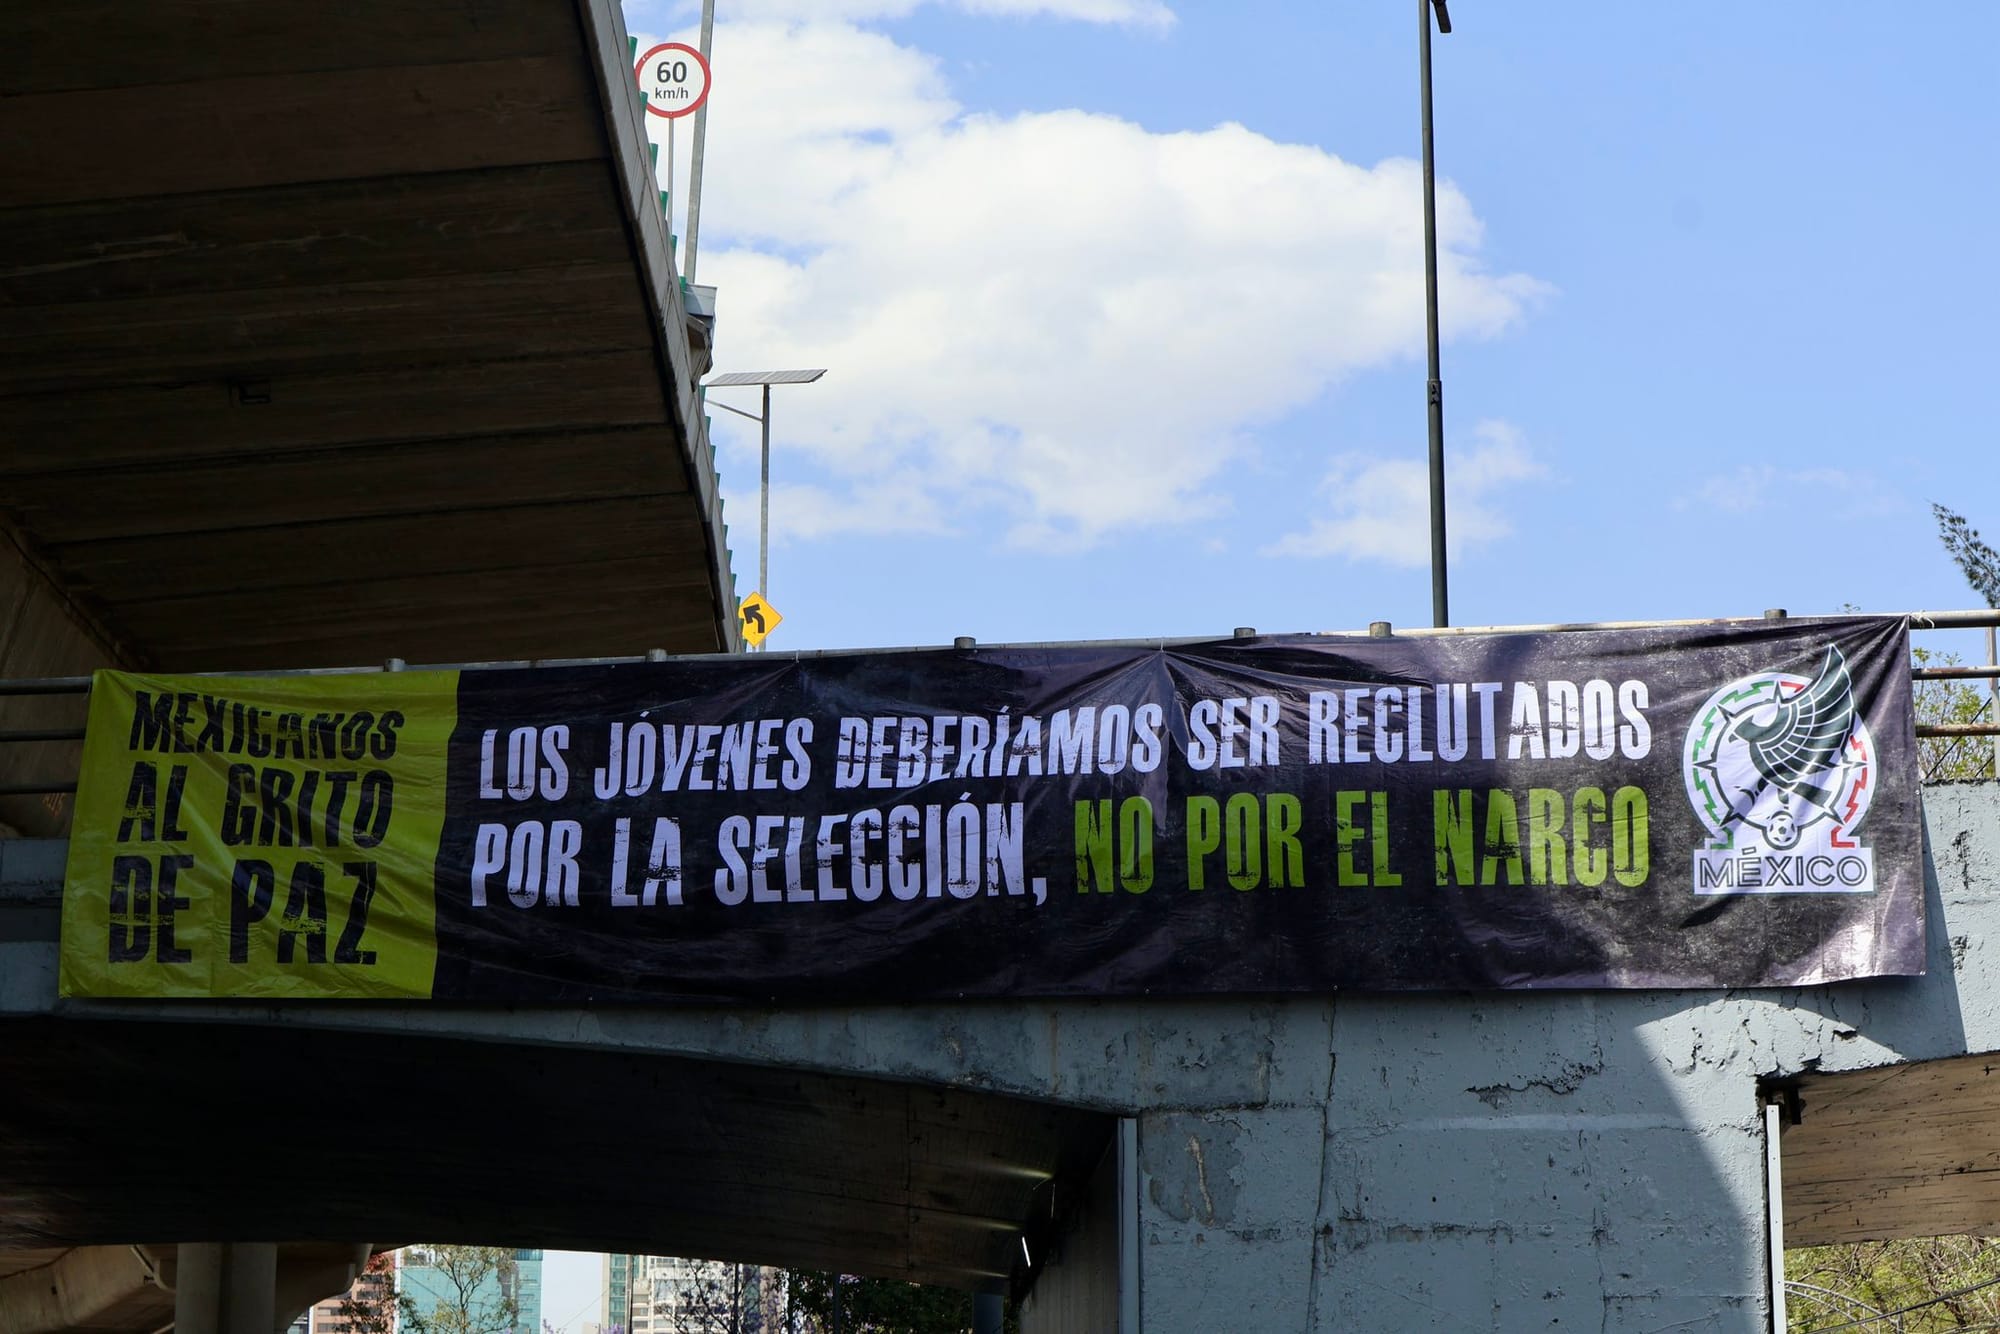 60
km/h
MEXICANOS
AL GRITO
DE PAZ
LOS JÓVENES DEBERÍAMOS SER RECLUTADOS
POR LA SELECCIÓN, NO POR EL NARCO
MÉXICO